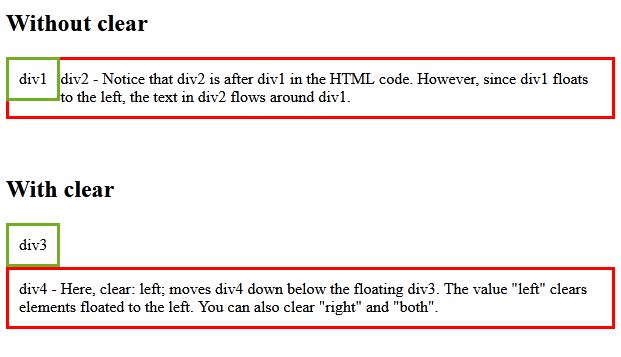 Without clear
div1
div2 - Notice that div2 is after div1 in the HTML code. However, since div1 floats
to the left, the text in div2 flows around div1.
With clear
div3
div4 - Here, clear: left; moves div4 down below the floating div3. The value "left" clears
elements floated to the left. You can also clear "right" and "both".